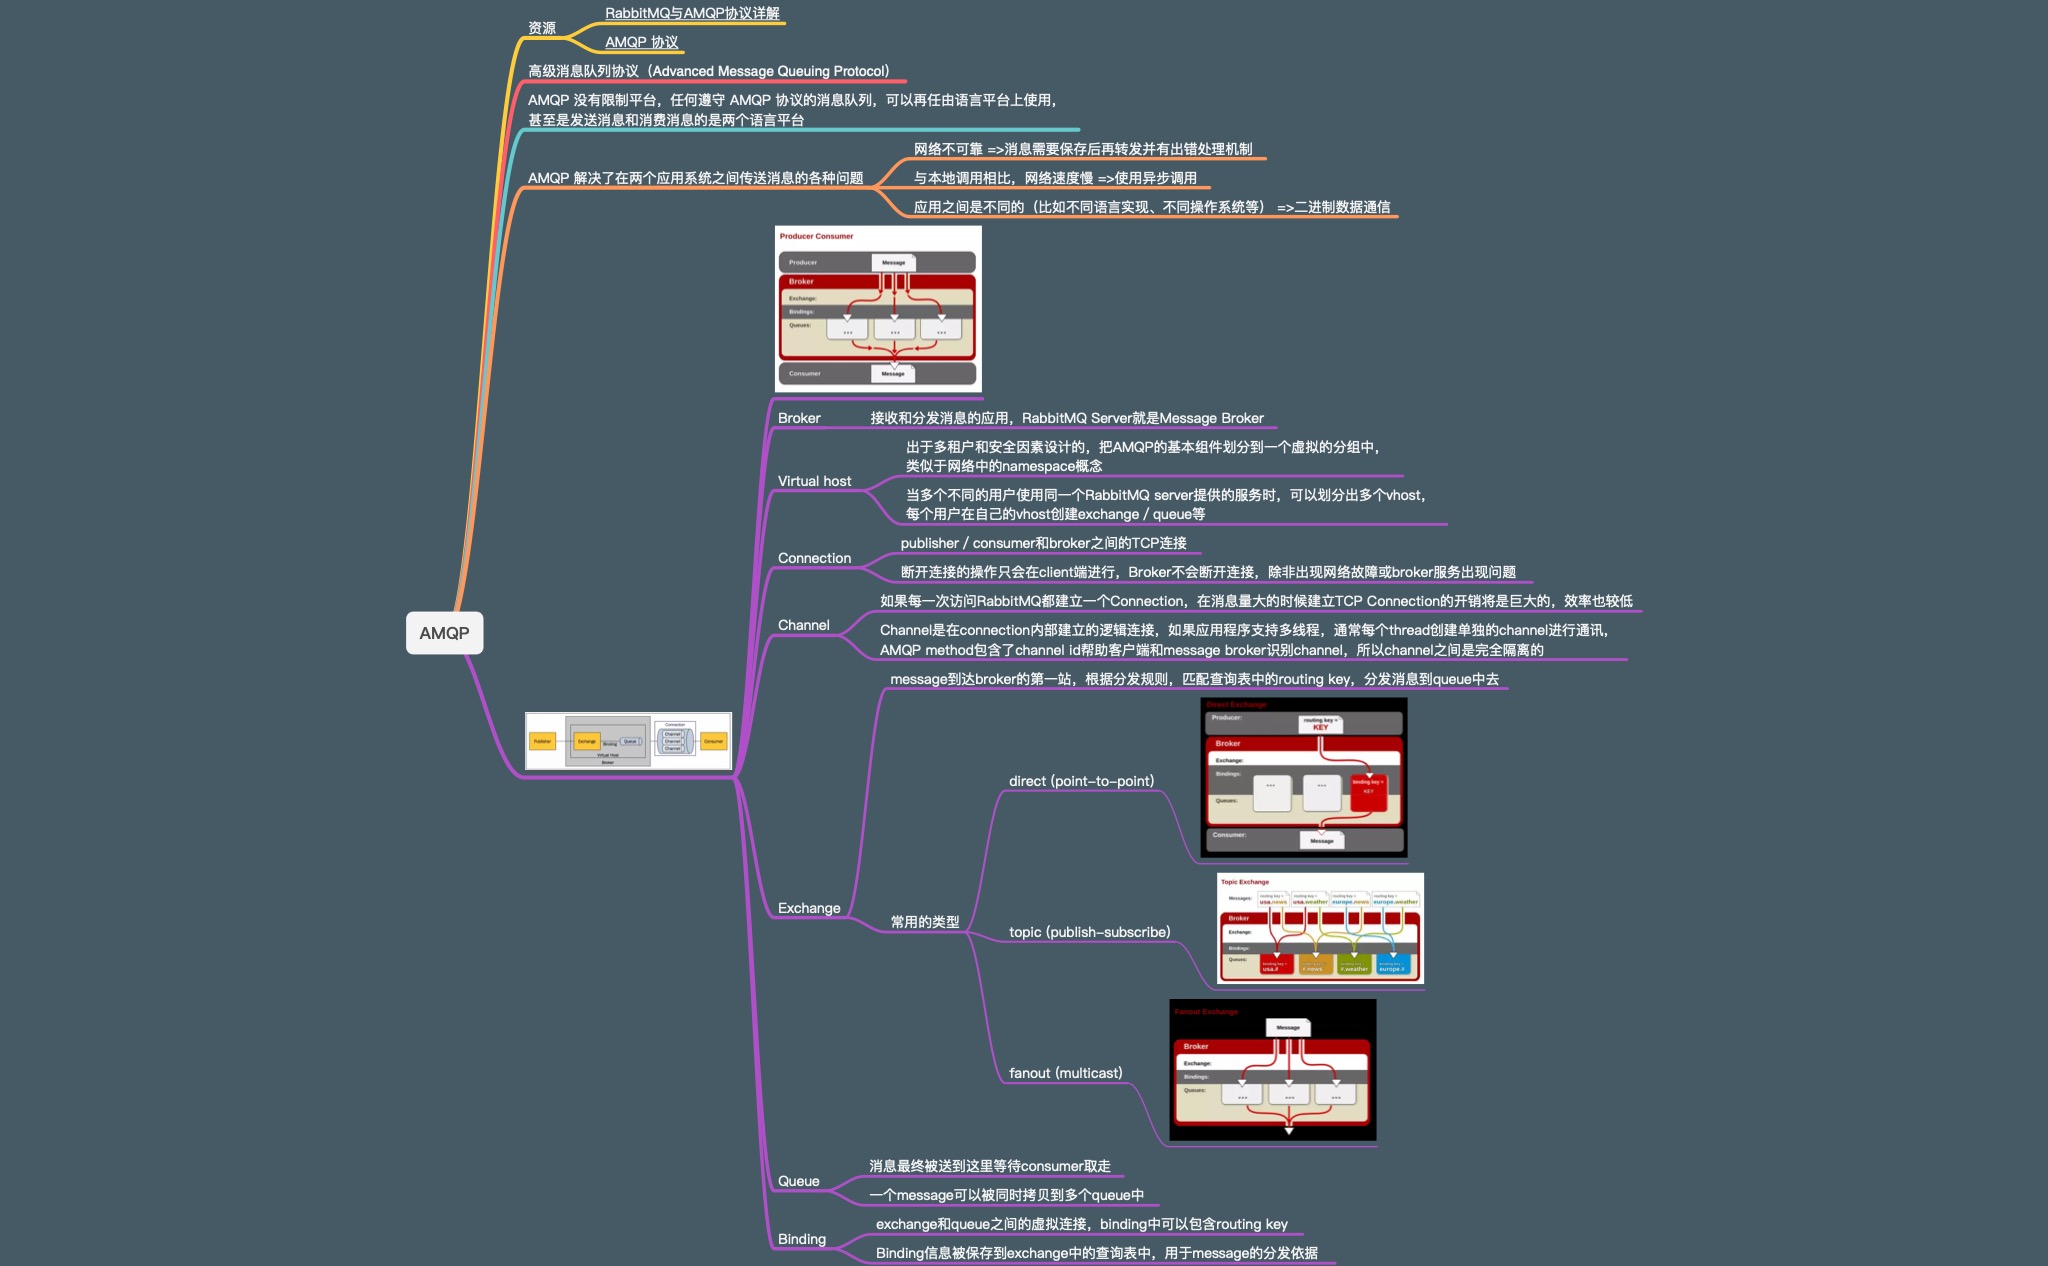 资源
RabbitMQ与AMQP协议详解
AMQP 协议
高级消息队列协议（Advanced Message Queuing Protocol）
AMQP 没有限制平台，任何遵守 AMQP 协议的消息队列，可以再任由语言平台上使用，
甚至是发送消息和消费消息的是两个语言平台
AMQP 解决了在两个应用系统之间传送消息的各种问题
网络不可靠 =>消息需要保存后再转发并有出错处理机制
与本地调用相比，网络速度慢 =>使用异步调用
应用之间是不同的（比如不同语言实现、不同操作系统等） =>二进制数据通信
AMQP
Publisher
Exchange
Binding
Queue
Virtual Host
Broker
Connection
Channel
Channel
Channel
Consumer
Producer Consumer
Producer
Message
Broker
Exchange:
Bindings:
Queues:
...
...
...
Consumer
Message
Broker
接收和分发消息的应用，RabbitMQ Server就是Message Broker
Virtual host
出于多租户和安全因素设计的，把AMQP的基本组件划分到一个虚拟的分组中，
类似于网络中的namespace概念
当多个不同的用户使用同一个RabbitMQ server提供的服务时，可以划分出多个vhost，
每个用户在自己的vhost创建exchange / queue等
Connection
publisher / consumer和broker之间的TCP连接
断开连接的操作只会在client端进行，Broker不会断开连接，除非出现网络故障或broker服务出现问题
Channel
如果每一次访问RabbitMQ都建立一个Connection，在消息量大的时候建立TCP Connection的开销将是巨大的，效率也较低
Channel是在connection内部建立的逻辑连接，如果应用程序支持多线程，通常每个thread创建单独的channel进行通讯，
AMQP method包含了channel id帮助客户端和message broker识别channel，所以channel之间是完全隔离的
Exchange
message到达broker的第一站，根据分发规则，匹配查询表中的routing key，分发消息到queue中去
常用的类型
direct (point-to-point)
Direct Exchange
Producer:
routing key =
KEY
Broker
Exchange:
Bindings:
Queues:
...
...
binding key =
KEY
Consumer:
Message
topic (publish-subscribe)
Topic Exchange
Messages:
routing key =
usa.news
routing key =
usa.weather
routing key =
europe.news
routing key =
europe.weather
Broker
Exchange:
Bindings:
Queues:
binding key =
usa.#
binding key =
#.news
binding key =
#.weather
binding key =
europe.#
fanout (multicast)
Fanout Exchange
Message
Broker
Exchange:
Bindings:
Queues:
...
...
...
Queue
消息最终被送到这里等待consumer取走
一个message可以被同时拷贝到多个queue中
Binding
exchange和queue之间的虚拟连接，binding中可以包含routing key
Binding信息被保存到exchange中的查询表中，用于message的分发依据